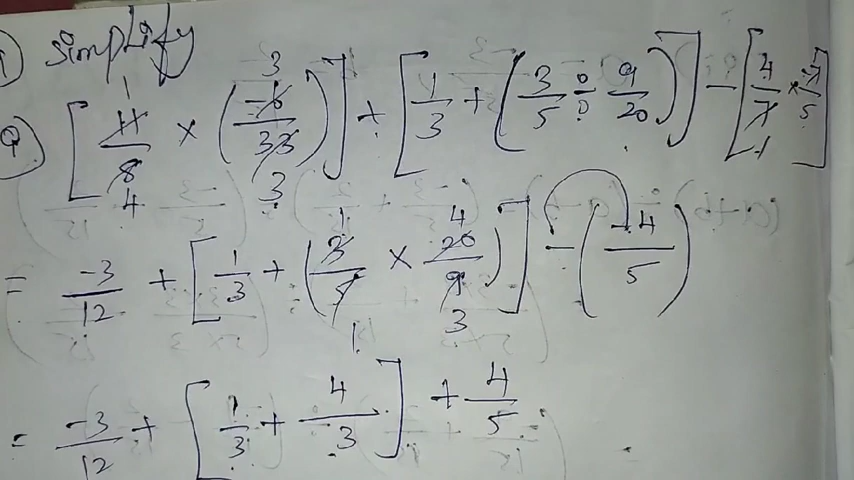 1) Simplify
Q) [11/8 × (-6/33)] + [1/3 + (3/5 ÷ 9/20)] - [4/7 × -7/5]
= -3/12 + [1/3 + (3/5 × 20/9)] - (-4/5)
= -3/12 + [1/3 + 4/3] + 4/5